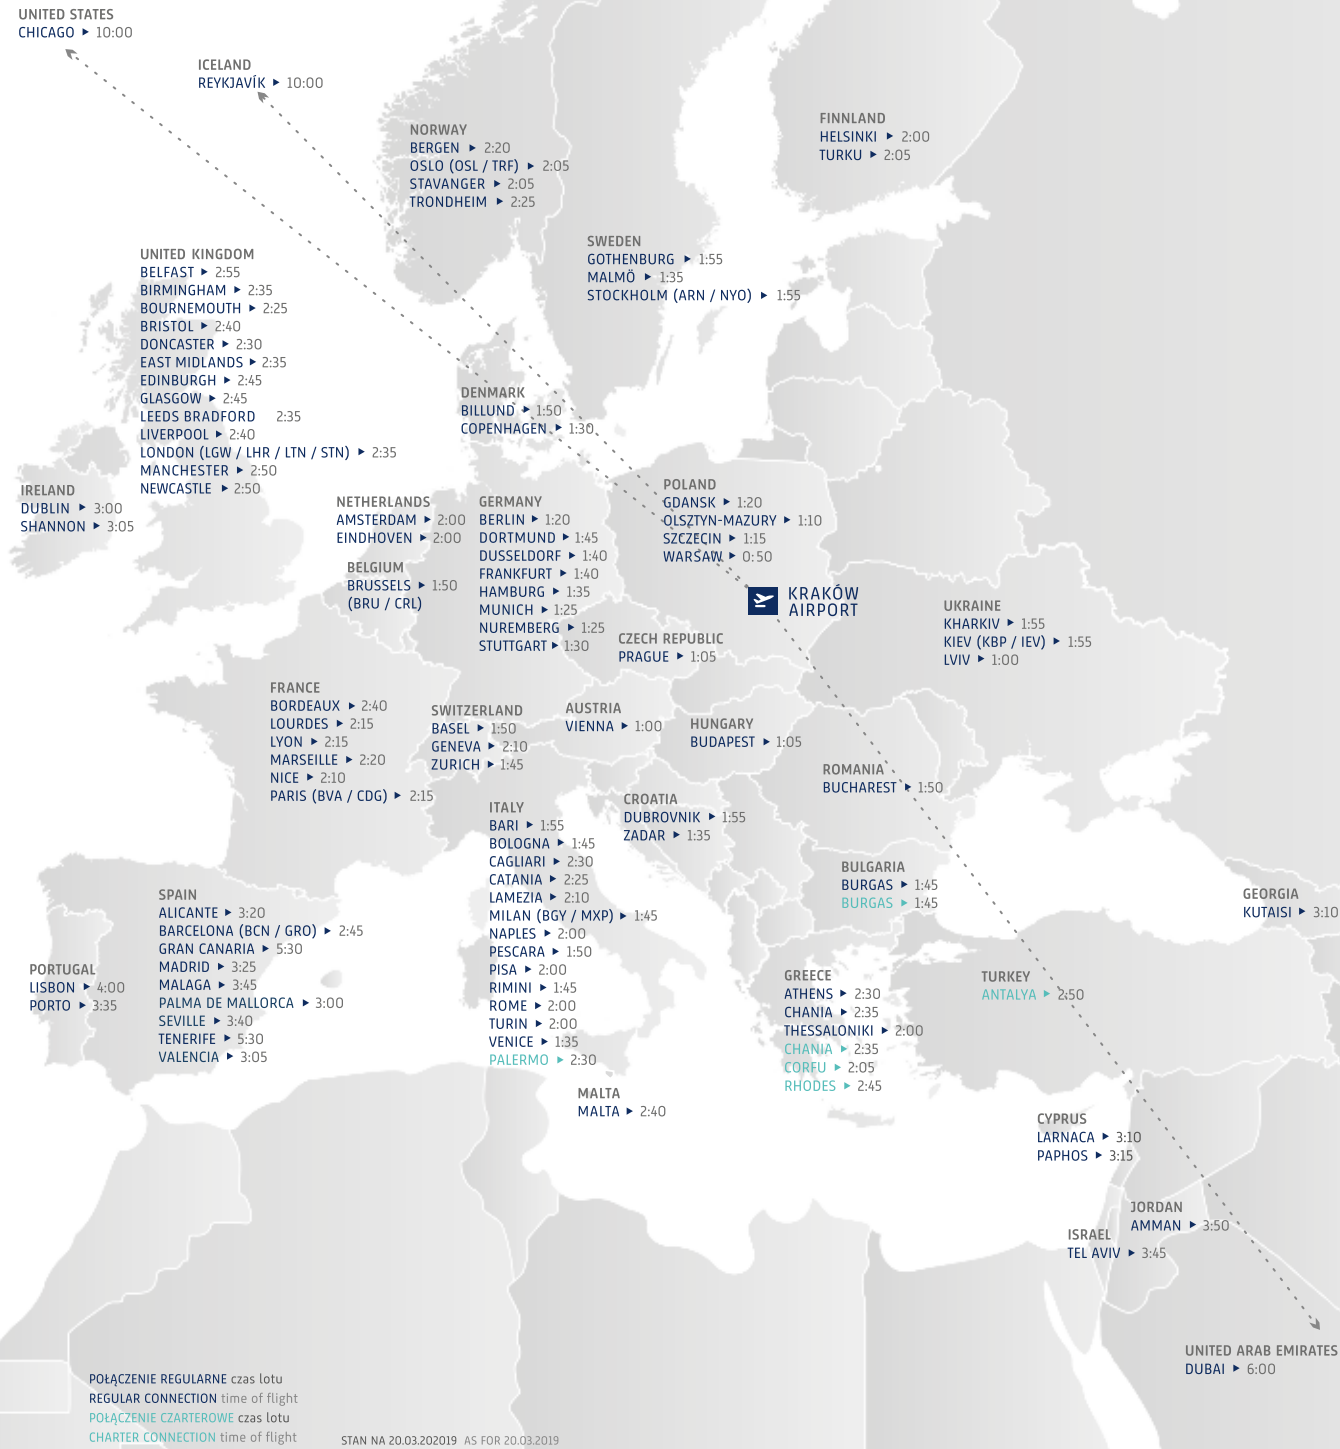 UNITED STATES
CHICAGO ▶ 10:00
ICELAND
REYKJAVÍK ▶ 10:00
NORWAY
BERGEN ▶ 2:20
OSLO (OSL / TRF) ▶ 2:05
STAVANGER ▶ 2:05
TRONDHEIM ▶ 2:25
FINNLAND
HELSINKI ▶ 2:00
TURKU ▶ 2:05
SWEDEN
GOTHENBURG ▶ 1:55
MALMÖ ▶ 1:35
STOCKHOLM (ARN / NYO) ▶ 1:55
UNITED KINGDOM
BELFAST ▶ 2:55
BIRMINGHAM ▶ 2:35
BOURNEMOUTH ▶ 2:25
BRISTOL ▶ 2:40
DONCASTER ▶ 2:30
EAST MIDLANDS ▶ 2:35
EDINBURGH ▶ 2:45
GLASGOW ▶ 2:45
LEEDS BRADFORD 2:35
LIVERPOOL ▶ 2:40
LONDON (LGW / LHR / LTN / STN) ▶ 2:35
MANCHESTER ▶ 2:50
NEWCASTLE ▶ 2:50
IRELAND
DUBLIN ▶ 3:00
SHANNON ▶ 3:05
DENMARK
BILLUND ▶ 1:50
COPENHAGEN ▶ 1:30
NETHERLANDS
AMSTERDAM ▶ 2:00
EINDHOVEN ▶ 2:00
BELGIUM
BRUSSELS ▶ 1:50
(BRU / CRL)
GERMANY
BERLIN ▶ 1:20
DORTMUND ▶ 1:45
DUSSELDORF ▶ 1:40
FRANKFURT ▶ 1:40
HAMBURG ▶ 1:35
MUNICH ▶ 1:25
NUREMBERG ▶ 1:25
STUTTGART ▶ 1:30
POLAND
GDANSK ▶ 1:20
OLSZTYN-MAZURY ▶ 1:10
SZCZECIN ▶ 1:15
WARSAW ▶ 0:50
KRAKÓW
AIRPORT
CZECH REPUBLIC
PRAGUE ▶ 1:05
UKRAINE
KHARKIV ▶ 1:55
KIEV (KBP / IEV) ▶ 1:55
LVIV ▶ 1:00
FRANCE
BORDEAUX ▶ 2:40
LOURDES ▶ 2:15
LYON ▶ 2:15
MARSEILLE ▶ 2:20
NICE ▶ 2:10
PARIS (BVA / CDG) ▶ 2:15
SWITZERLAND
BASEL ▶ 1:50
GENEVA ▶ 2:10
ZURICH ▶ 1:45
AUSTRIA
VIENNA ▶ 1:00
HUNGARY
BUDAPEST ▶ 1:05
ROMANIA
BUCHAREST ▶ 1:50
ITALY
BARI ▶ 1:55
BOLOGNA ▶ 1:45
CAGLIARI ▶ 2:30
CATANIA ▶ 2:25
LAMEZIA ▶ 2:10
MILAN (BGY / MXP) ▶ 1:45
NAPLES ▶ 2:00
PESCARA ▶ 1:50
PISA ▶ 2:00
RIMINI ▶ 1:45
ROME ▶ 2:00
TURIN ▶ 2:00
VENICE ▶ 1:35
PALERMO ▶ 2:30
CROATIA
DUBROVNIK ▶ 1:55
ZADAR ▶ 1:35
BULGARIA
BURGAS ▶ 1:45
BURGAS ▶ 1:45
GEORGIA
KUTAISI ▶ 3:10
SPAIN
ALICANTE ▶ 3:20
BARCELONA (BCN / GRO) ▶ 2:45
GRAN CANARIA ▶ 5:30
MADRID ▶ 3:25
MALAGA ▶ 3:45
PALMA DE MALLORCA ▶ 3:00
SEVILLE ▶ 3:40
TENERIFE ▶ 5:30
VALENCIA ▶ 3:05
PORTUGAL
LISBON ▶ 4:00
PORTO ▶ 3:35
GREECE
ATHENS ▶ 2:30
CHANIA ▶ 2:35
THESSALONIKI ▶ 2:00
CHANIA ▶ 2:35
CORFU ▶ 2:05
RHODES ▶ 2:45
TURKEY
ANTALYA ▶ 2:50
MALTA
MALTA ▶ 2:40
CYPRUS
LARNACA ▶ 3:10
PAPHOS ▶ 3:15
JORDAN
AMMAN ▶ 3:50
ISRAEL
TEL AVIV ▶ 3:45
UNITED ARAB EMIRATES
DUBAI ▶ 6:00
POŁĄCZENIE REGULARNE czas lotu
REGULAR CONNECTION time of flight
POŁĄCZENIE CZARTEROWE czas lotu
CHARTER CONNECTION time of flight
STAN NA 20.03.202019 AS FOR 20.03.2019